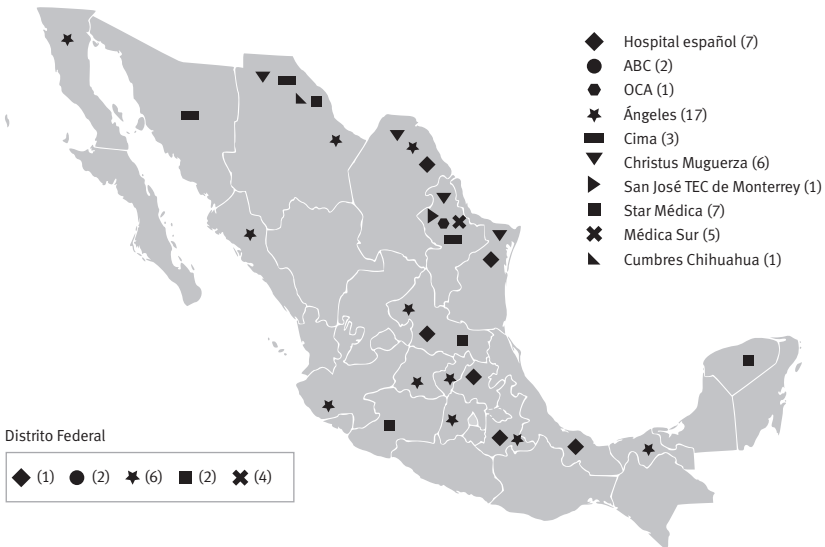 Hospital español (7)
ABC (2)
OCA (1)
Ángeles (17)
Cima (3)
Christus Muguerza (6)
San José TEC de Monterrey (1)
Star Médica (7)
Médica Sur (5)
Cumbres Chihuahua (1)
Distrito Federal
(1) (2) (6) (2) (4)